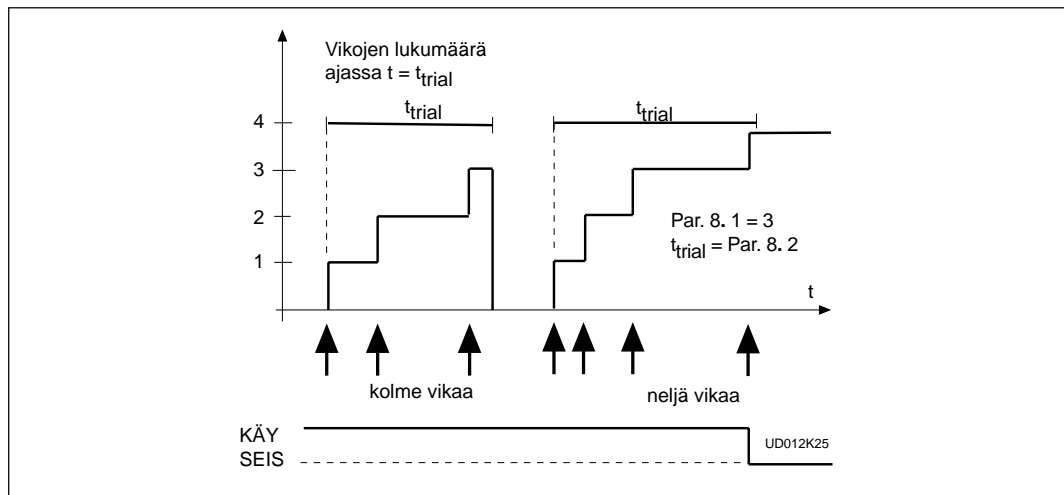 Vikojen lukumäärä
ajassa t = ttrial
ttrial
ttrial
4
3
2
1
Par. 8. 1 = 3
ttrial = Par. 8. 2
t
kolme vikaa
neljä vikaa
KÄY
SEIS
UD012K25